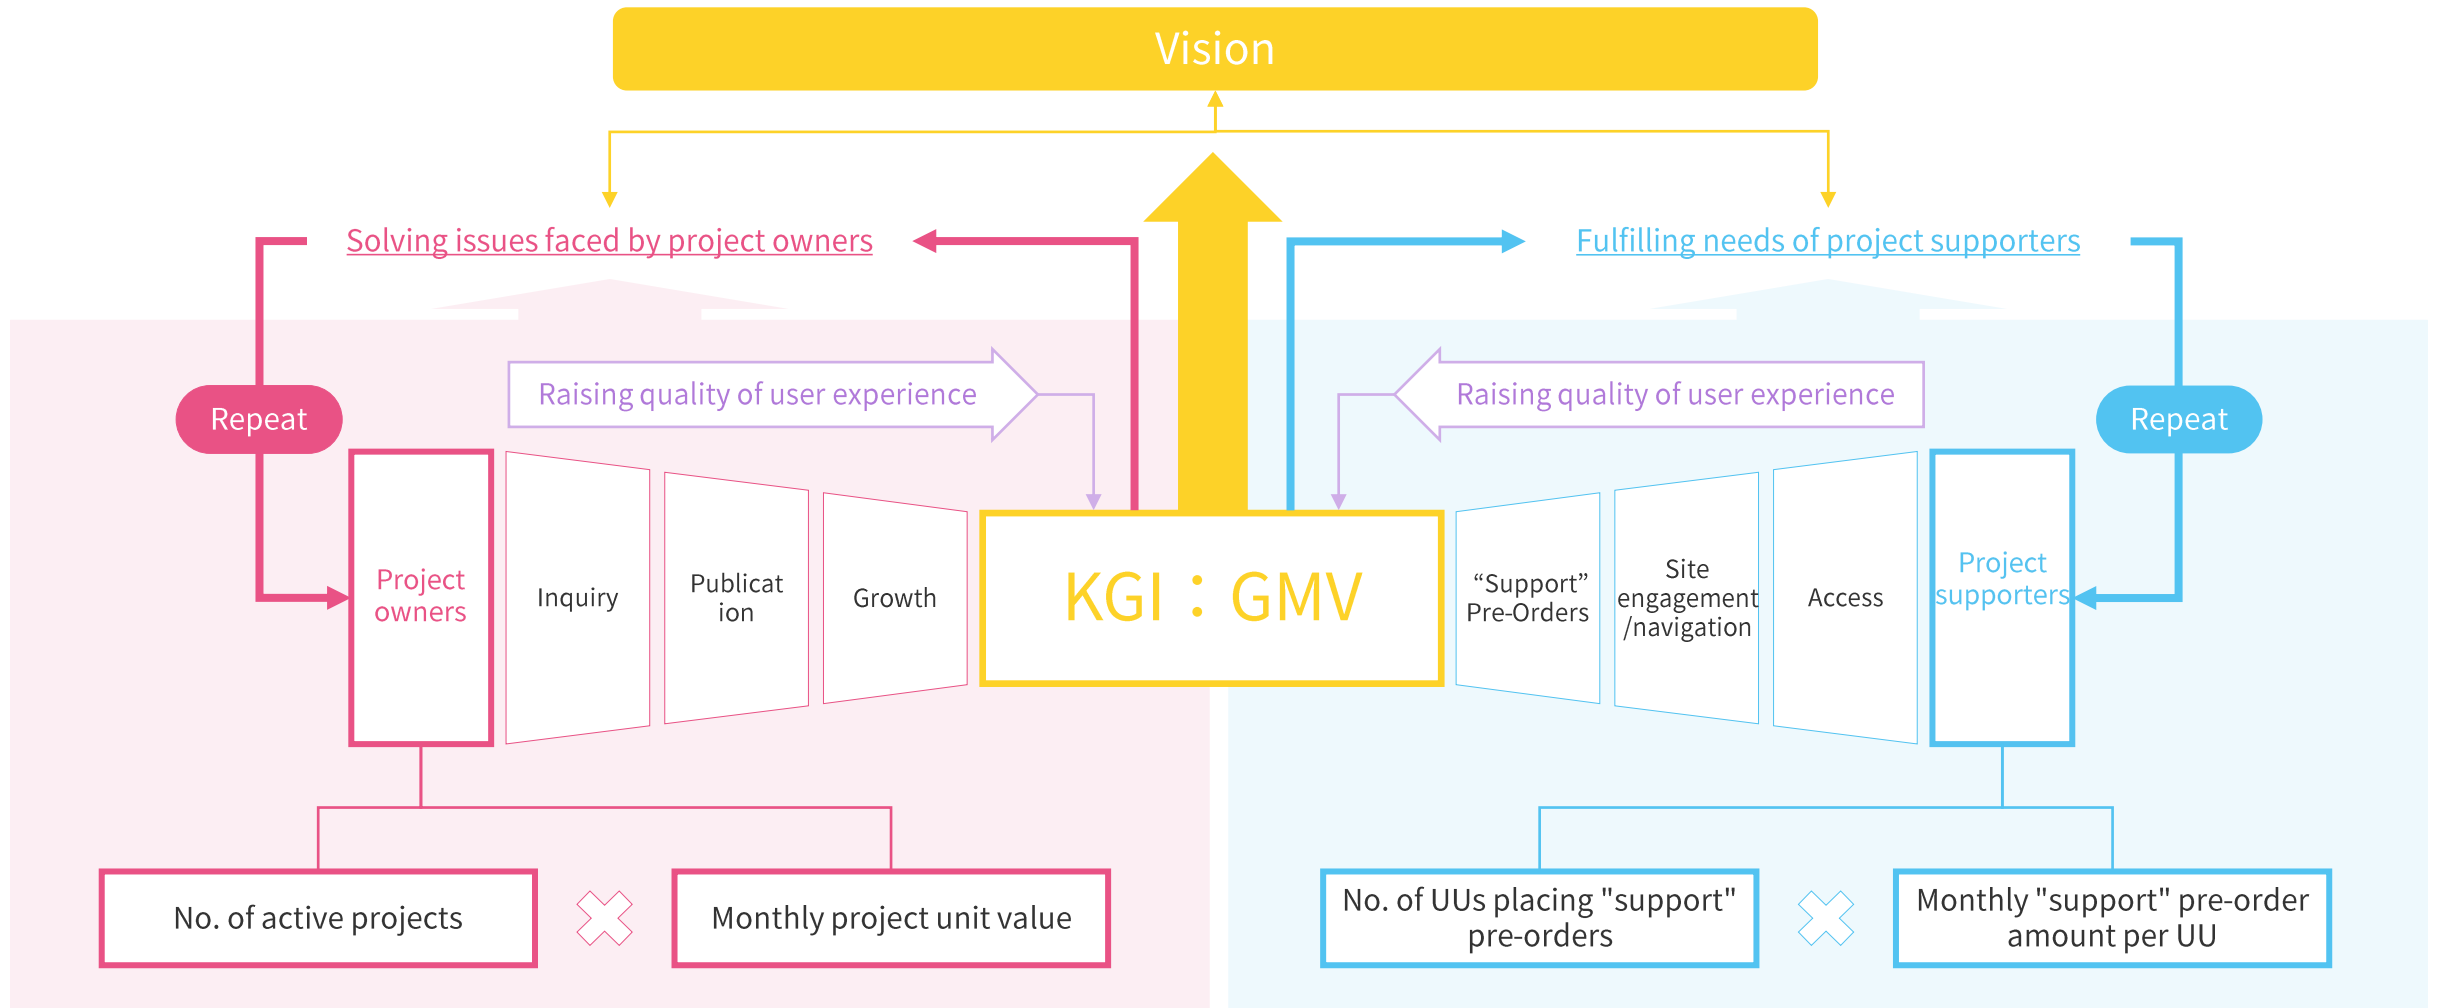 Vision
Solving issues faced by project owners
Fulfilling needs of project supporters
Raising quality of user experience
Raising quality of user experience
Repeat
Repeat
Project
owners
Inquiry
Publicat
ion
Growth
KGI：GMV
“Support”
Pre-Orders
Site
engagement
/navigation
Access
Project
supporters
No. of active projects
Monthly project unit value
No. of UUs placing "support"
pre-orders
Monthly "support" pre-order
amount per UU